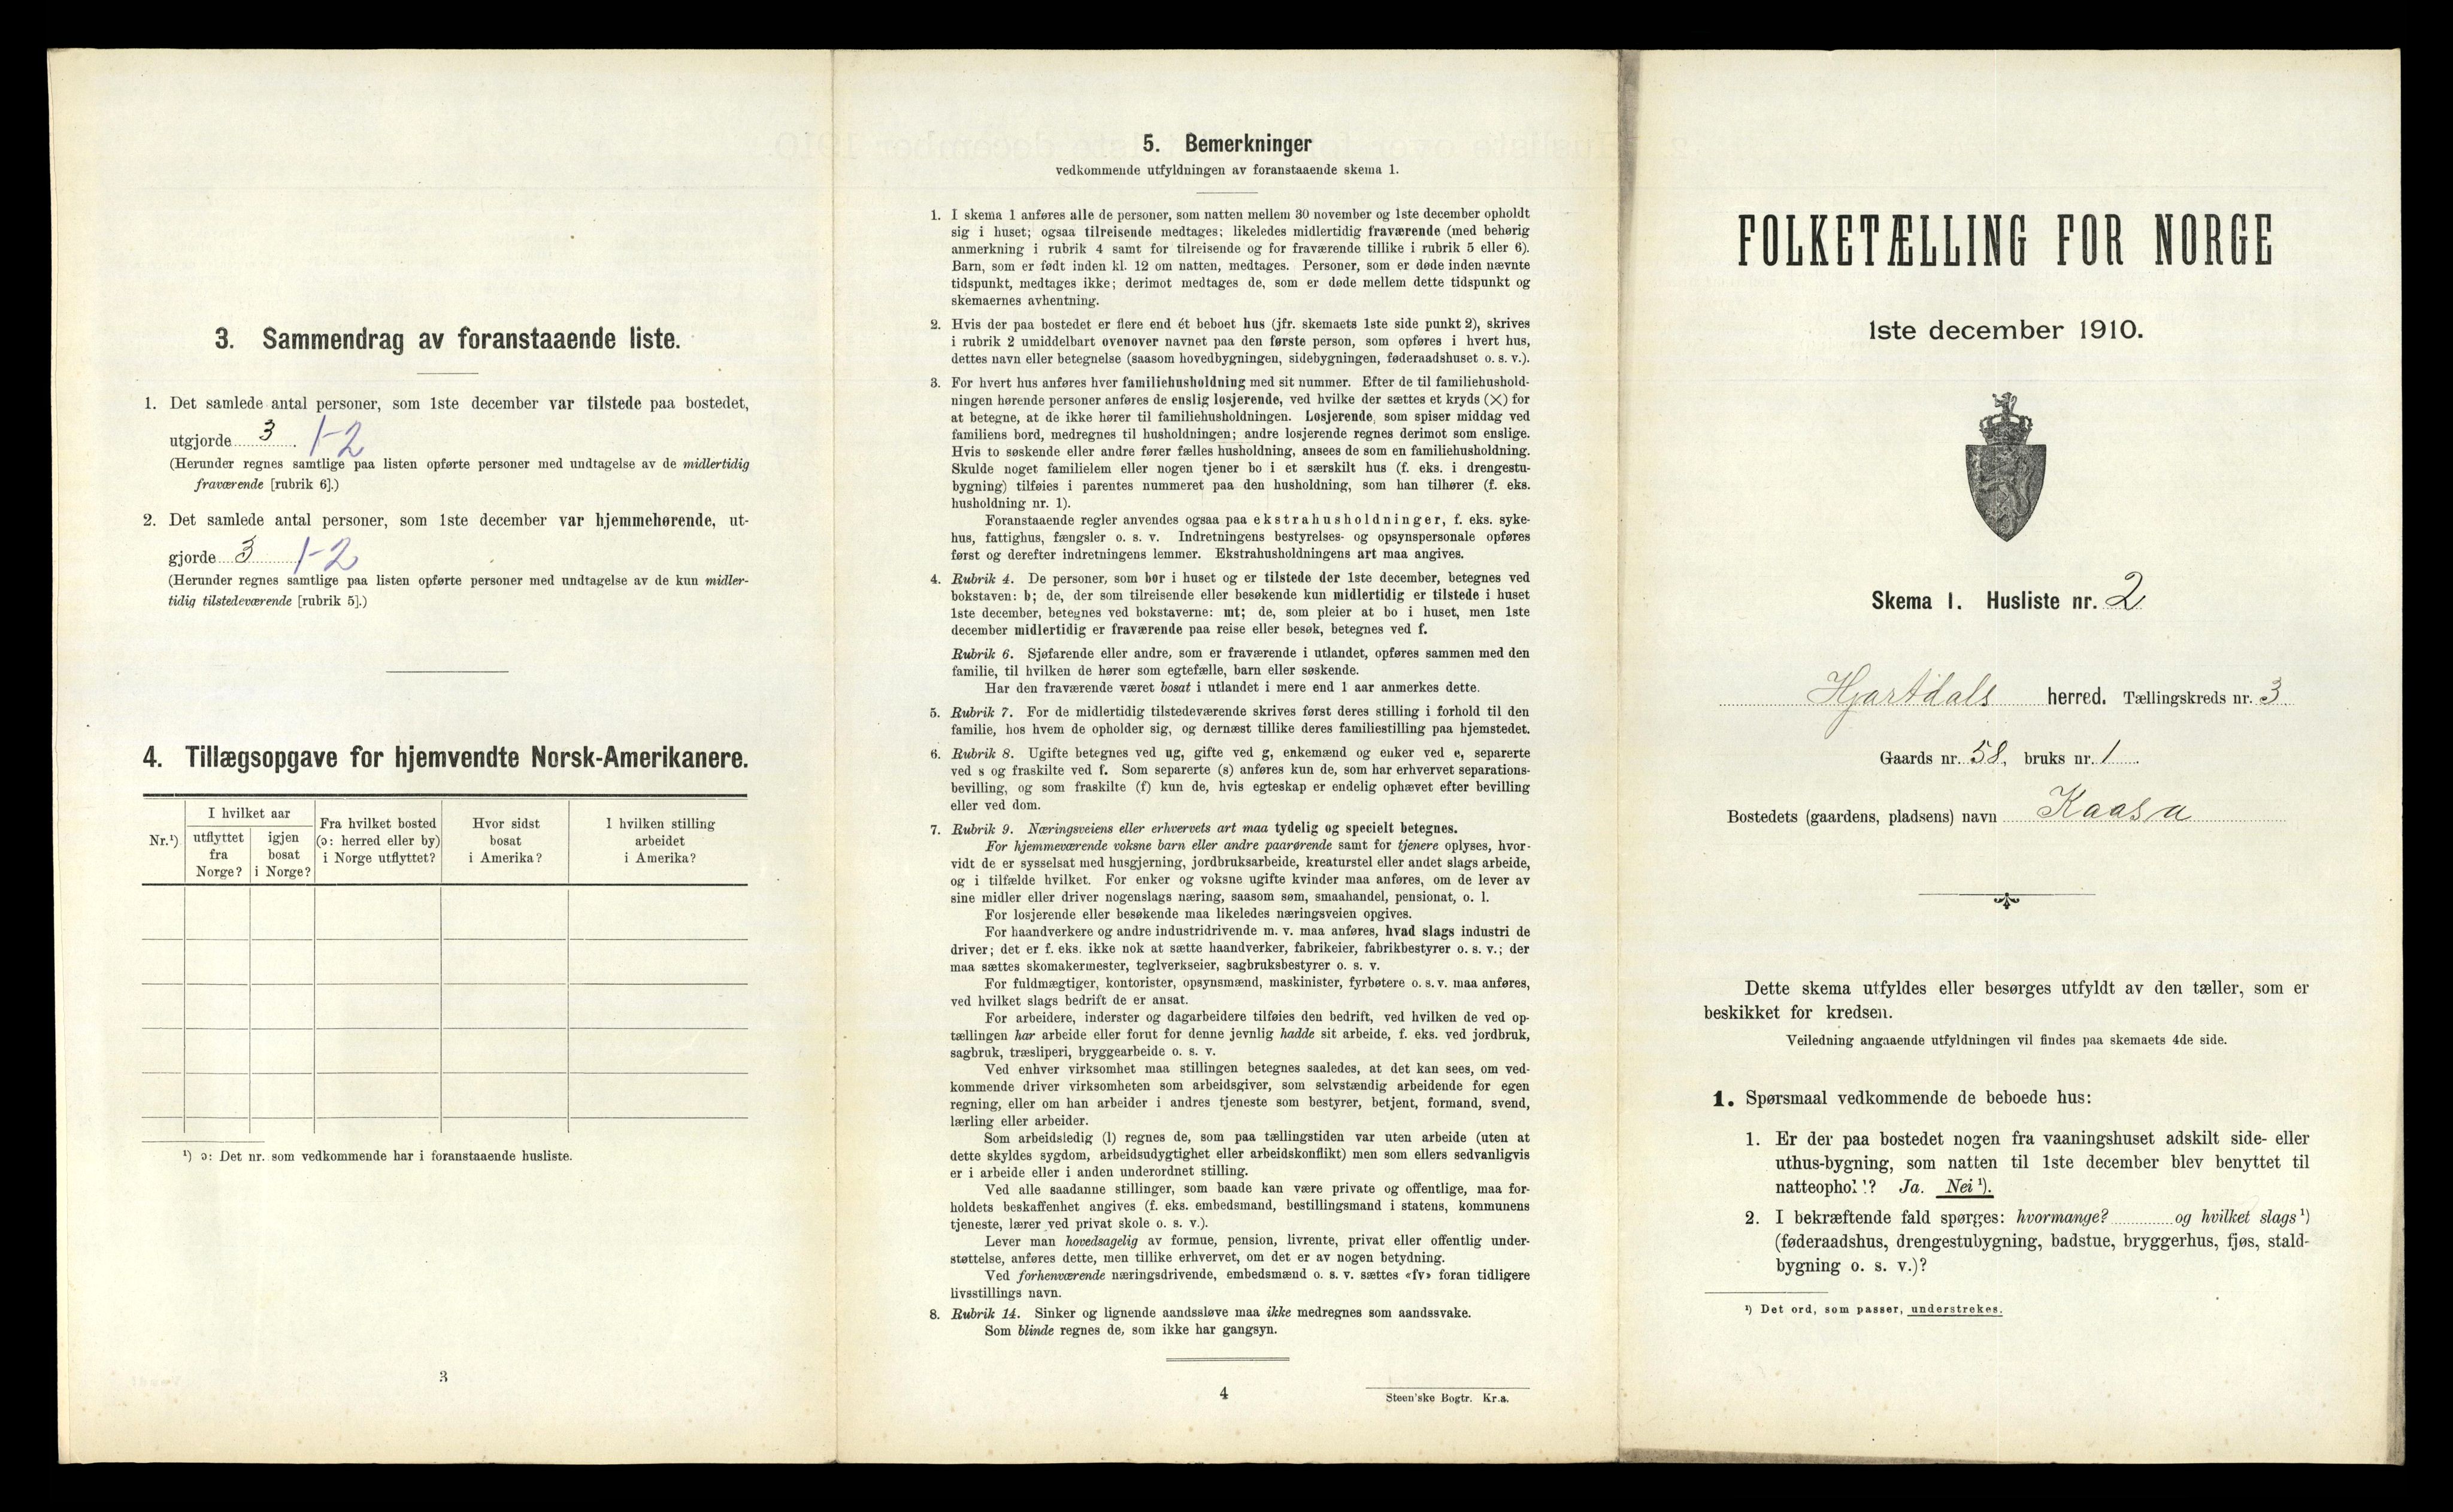 3. Sammendrag av foranstaaende liste.
1. Det samlede antal personer, som 1ste december var tilstede paa bostedet,
utgjorde 3. 1-2
(Herunder regnes samtlige paa listen opførte personer med undtagelse av de midlertidig
fraværende [rubrik 6].)
2. Det samlede antal personer, som 1ste december var hjemmehørende, ut-
gjorde 3 1-2
(Herunder regnes samtlige paa listen opførte personer med undtagelse av de kun midler-
tidig tilstedeværende [rubrik 5].)
4. Tillægsopgave for hjemvendte Norsk-Amerikanere.
Nr.¹)
I hvilket aar
utflyttet
fra
Norge?
igjen
bosat
i Norge?
Fra hvilket bosted
(ɔ: herred eller by)
i Norge utflyttet?
Hvor sidst
bosat
i Amerika?
I hvilken stilling
arbeidet
i Amerika?
¹) ɔ: Det nr. som vedkommende har i foranstaaende husliste.
3
5. Bemerkninger
vedkommende utfyldningen av foranstaaende skema 1.
1. I skema 1 anføres alle de personer, som natten mellem 30 november og 1ste december opholdt
sig i huset; ogsaa tilreisende medtages; likeledes midlertidig fraværende (med behørig
anmerkning i rubrik 4 samt for tilreisende og for fraværende tillike i rubrik 5 eller 6).
Barn, som er født inden kl. 12 om natten, medtages. Personer, som er døde inden nævnte
tidspunkt, medtages ikke; derimot medtages de, som er døde mellem dette tidspunkt og
skemaernes avhentning.
2. Hvis der paa bostedet er flere end ét beboet hus (jfr. skemaets 1ste side punkt 2), skrives
i rubrik 2 umiddelbart ovenover navnet paa den første person, som opføres i hvert hus,
dettes navn eller betegnelse (saasom hovedbygningen, sidebygningen, føderaadshuset o. s. v.).
3. For hvert hus anføres hver familiehusholdning med sit nummer. Efter de til familiehushold-
ningen hørende personer anføres de enslig losjerende, ved hvilke der sættes et kryds (×) for
at betegne, at de ikke hører til familiehusholdningen. Losjerende, som spiser middag ved
familiens bord, medregnes til husholdningen; andre losjerende regnes derimot som enslige.
Hvis to søskende eller andre fører fælles husholdning, ansees de som en familiehusholdning.
Skulde noget familielem eller nogen tjener bo i et særskilt hus (f. eks. i drengestu-
bygning) tilføies i parentes nummeret paa den husholdning, som han tilhører (f. eks.
husholdning nr. 1).
Foranstaaende regler anvendes ogsaa paa ekstrahusholdninger, f. eks. syke-
hus, fattighus, fængsler o. s. v. Indretningens bestyrelses- og opsynspersonale opføres
først og derefter indretningens lemmer. Ekstrahusholdningens art maa angives.
4. Rubrik 4. De personer, som bor i huset og er tilstede der 1ste december, betegnes ved
bokstaven: b; de, der som tilreisende eller besøkende kun midlertidig er tilstede i huset
1ste december, betegnes ved bokstaverne: mt; de, som pleier at bo i huset, men 1ste
december midlertidig er fraværende paa reise eller besøk, betegnes ved f.
Rubrik 6. Sjøfarende eller andre, som er fraværende i utlandet, opføres sammen med den
familie, til hvilken de hører som egtefælle, barn eller søskende.
Har den fraværende været bosat i utlandet i mere end 1 aar anmerkes dette.
5. Rubrik 7. For de midlertidig tilstedeværende skrives først deres stilling i forhold til den
familie, hos hvem de opholder sig, og dernæst tillike deres familiestilling paa hjemstedet.
6. Rubrik 8. Ugifte betegnes ved ug, gifte ved g, enkemænd og enker ved e, separerte
ved s og fraskilte ved f. Som separerte (s) anføres kun de, som har erhvervet separations-
bevilling, og som fraskilte (f) kun de, hvis egteskap er endelig ophævet efter bevilling
eller ved dom.
7. Rubrik 9. Næringsveiens eller erhvervets art maa tydelig og specielt betegnes.
For hjemmeværende voksne barn eller andre paarørende samt for tjenere oplyses, hvor-
vidt de er sysselsat med husgjerning, jordbruksarbeide, kreaturstel eller andet slags arbeide,
og i tilfælde hvilket. For enker og voksne ugifte kvinder maa anføres, om de lever av
sine midler eller driver nogenslags næring, saasom søm, smaahandel, pensionat, o. l.
For losjerende eller besøkende maa likeledes næringsveien opgives.
For haandverkere og andre industridrivende m. v. maa anføres, hvad slags industri de
driver; det er f. eks. ikke nok at sætte haandverker, fabrikeier, fabrikbestyrer o. s. v.; der
maa sættes skomakermester, teglverkseier, sagbruksbestyrer o. s. v.
For fuldmægtiger, kontorister, opsynsmænd, maskinister, fyrbøtere o. s. v. maa anføres,
ved hvilket slags bedrift de er ansat.
For arbeidere, inderster og dagarbeidere tilføies den bedrift, ved hvilken de ved op-
tællingen har arbeide eller forut for denne jevnlig hadde sit arbeide, f. eks. ved jordbruk,
sagbruk, træsliperi, bryggearbeide o. s. v.
Ved enhver virksomhet maa stillingen betegnes saaledes, at det kan sees, om ved-
kommende driver virksomheten som arbeidsgiver, som selvstændig arbeidende for egen
regning, eller om han arbeider i andres tjeneste som bestyrer, betjent, formand, svend,
lærling eller arbeider.
Som arbeidsledig (l) regnes de, som paa tællingstiden var uten arbeide (uten at
dette skyldes sygdom, arbeidsudygtighet eller arbeidskonflikt) men som ellers sedvanligvis
er i arbeide eller i anden underordnet stilling.
Ved alle saadanne stillinger, som baade kan være private og offentlige, maa for-
holdets beskaffenhet angives (f. eks. embedsmand, bestillingsmand i statens, kommunens
tjeneste, lærer ved privat skole o. s. v.).
Lever man hovedsagelig av formue, pension, livrente, privat eller offentlig under-
støttelse, anføres dette, men tillike erhvervet, om det er av nogen betydning.
Ved forhenværende næringsdrivende, embedsmænd o. s. v. sættes «fv» foran tidligere
livsstillings navn.
8. Rubrik 14. Sinker og lignende aandssløve maa ikke medregnes som aandssvake.
Som blinde regnes de, som ikke har gangsyn.
4
Steen'ske Bogtr. Kr.a.
FOLKETÆLLING FOR NORGE
1ste december 1910.
Skema 1. Husliste nr. 2
Hjartdals herred. Tællingskreds nr. 3
Gaards nr. 58, bruks nr. 1
Bostedets (gaardens, pladsens) navn Kaasa
Dette skema utfyldes eller besørges utfyldt av den tæller, som er
beskikket for kredsen.
Veiledning angaaende utfyldningen vil findes paa skemaets 4de side.
1. Spørsmaal vedkommende de beboede hus:
1. Er der paa bostedet nogen fra vaaningshuset adskilt side- eller
uthus-bygning, som natten til 1ste december blev benyttet til
natteophold? Ja. Nei ¹).
2. I bekræftende fald spørges: hvormange? og hvilket slags ¹)
(føderaadshus, drengestubygning, badstue, bryggerhus, fjøs, stald-
bygning o. s. v.)?
¹) Det ord, som passer, understrekes.